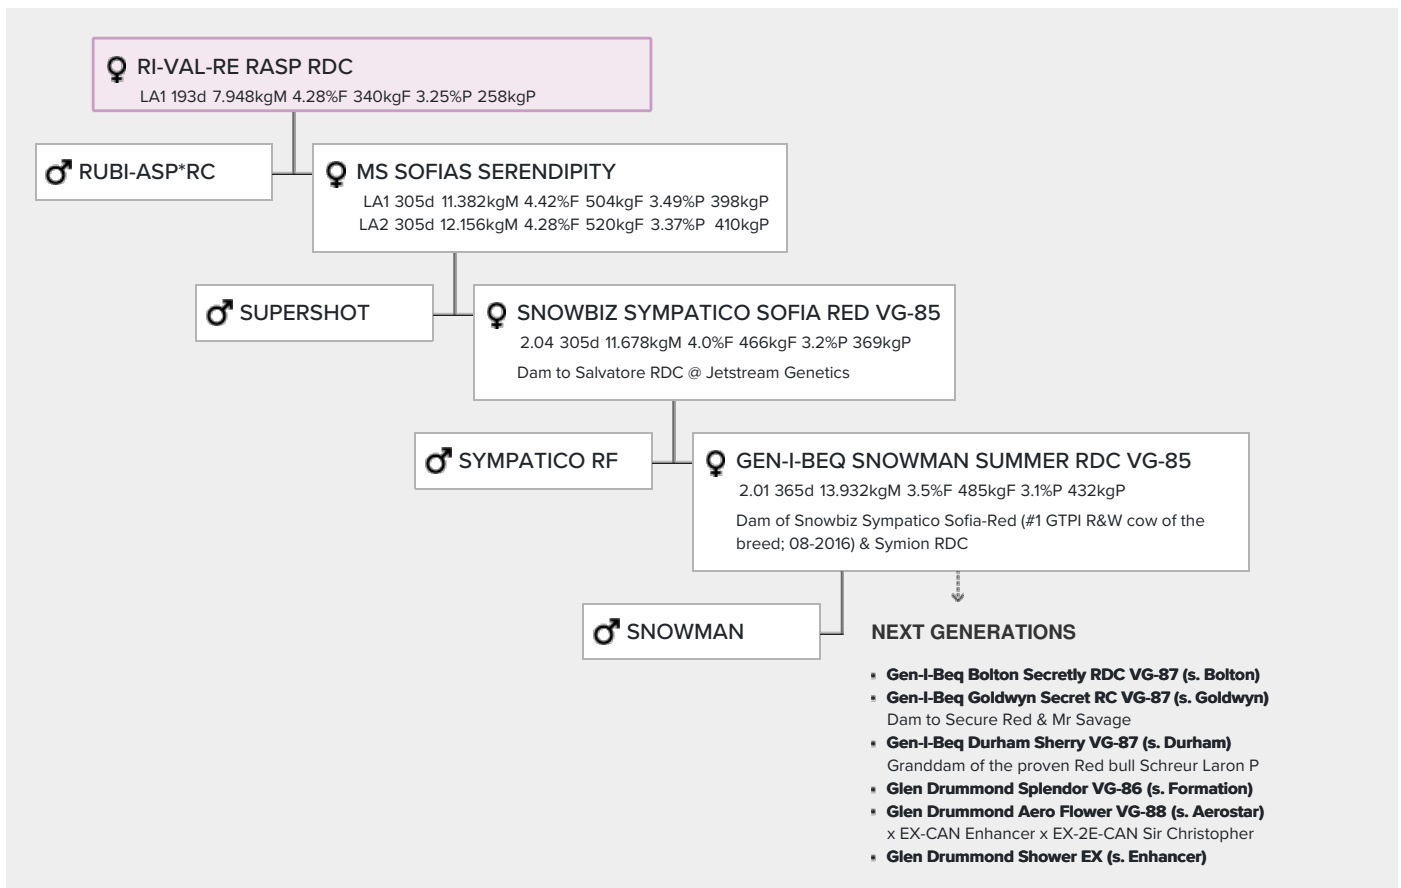 RI-VAL-RE RASP RDC
LA1 193d 7.948kgM 4.28%F 340kgF 3.25%P 258kgP
RUBI-ASP*RC
MS SOFIAS SERENDIPITY
LA1 305d 11.382kgM 4.42%F 504kgF 3.49%P 398kgP
LA2 305d 12.156kgM 4.28%F 520kgF 3.37%P 410kgP
SUPERSHOT
SNOWBIZ SYMPATICO SOFIA RED VG-85
2.04 305d 11.678kgM 4.0%F 466kgF 3.2%P 369kgP
Dam to Salvatore RDC @ Jetstream Genetics
SYMPATICO RF
GEN-I-BEQ SNOWMAN SUMMER RDC VG-85
2.01 365d 13.932kgM 3.5%F 485kgF 3.1%P 432kgP
Dam of Snowbiz Sympatico Sofia-Red (#1 GTPI R&W cow of the
breed; 08-2016) & Symion RDC
SNOWMAN
NEXT GENERATIONS
Gen-I-Beq Bolton Secretly RDC VG-87 (s. Bolton)
Gen-I-Beq Goldwyn Secret RC VG-87 (s. Goldwyn)
Dam to Secure Red & Mr Savage
Gen-I-Beq Durham Sherry VG-87 (s. Durham)
Granddam of the proven Red bull Schreur Laron P
Glen Drummond Splendor VG-86 (s. Formation)
Glen Drummond Aero Flower VG-88 (s. Aerostar)
x EX-CAN Enhancer x EX-2E-CAN Sir Christopher
Glen Drummond Shower EX (s. Enhancer)